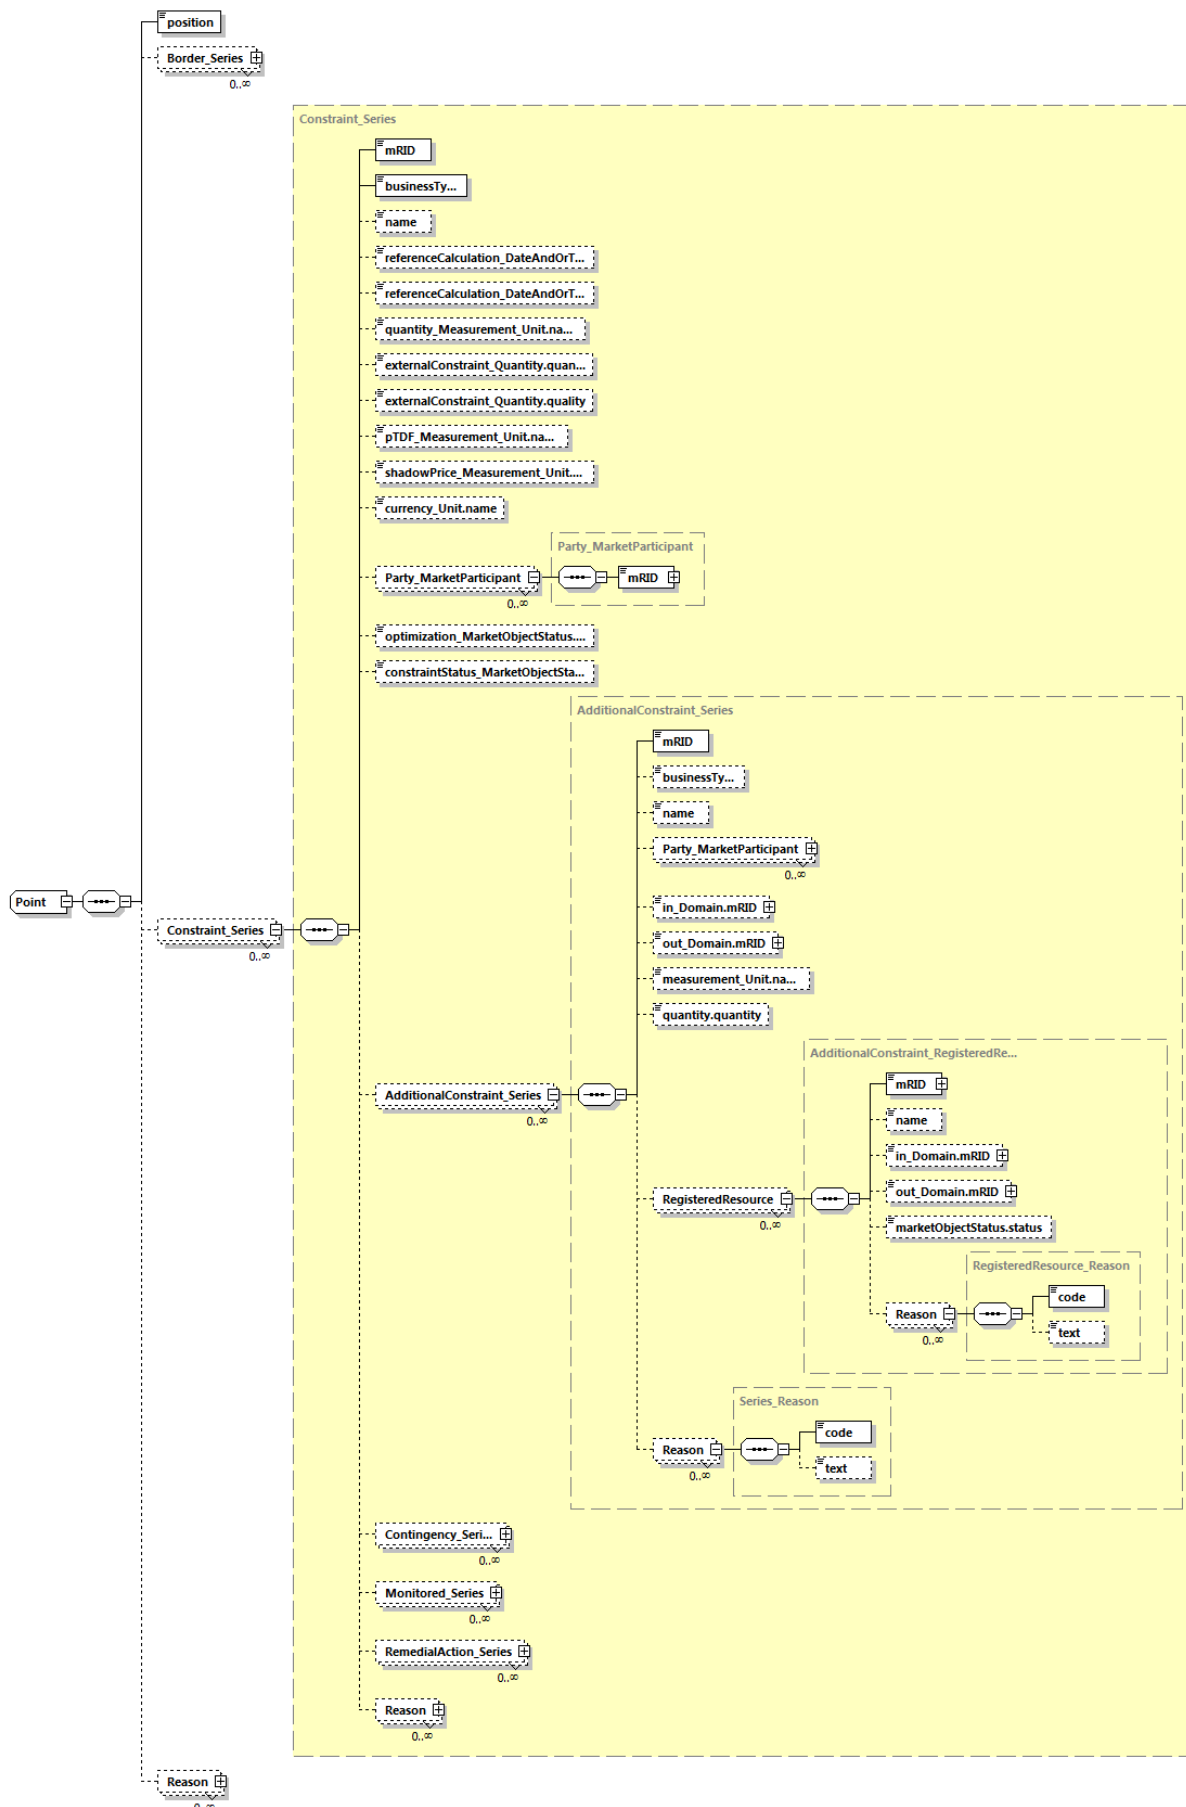 position
Border_Series
0..∞
Constraint_Series
mRID
businessTy...
name
referenceCalculation_DateAndOrT...
referenceCalculation_DateAndOrT...
quantity_Measurement_Unit.na...
externalConstraint_Quantity.quan...
externalConstraint_Quantity.quality
pTDF_Measurement_Unit.na...
shadowPrice_Measurement_Unit....
currency_Unit.name
Party_MarketParticipant
Party_MarketParticipant
mRID
0..∞
optimization_MarketObjectStatus....
constraintStatus_MarketObjectSta...
AdditionalConstraint_Series
mRID
businessTy...
name
Party_MarketParticipant
0..∞
Point
in_Domain.mRID
Constraint_Series
0..∞
out_Domain.mRID
measurement_Unit.na...
quantity.quantity
AdditionalConstraint_RegisteredRe...
mRID
AdditionalConstraint_Series
0..∞
name
in_Domain.mRID
out_Domain.mRID
RegisteredResource
0..∞
marketObjectStatus.status
RegisteredResource_Reason
code
Reason
0..∞
text
Series_Reason
code
Reason
0..∞
text
Contingency_Seri...
0..∞
Monitored_Series
0..∞
RemedialAction_Series
0..∞
Reason
0..∞
Reason
0..∞